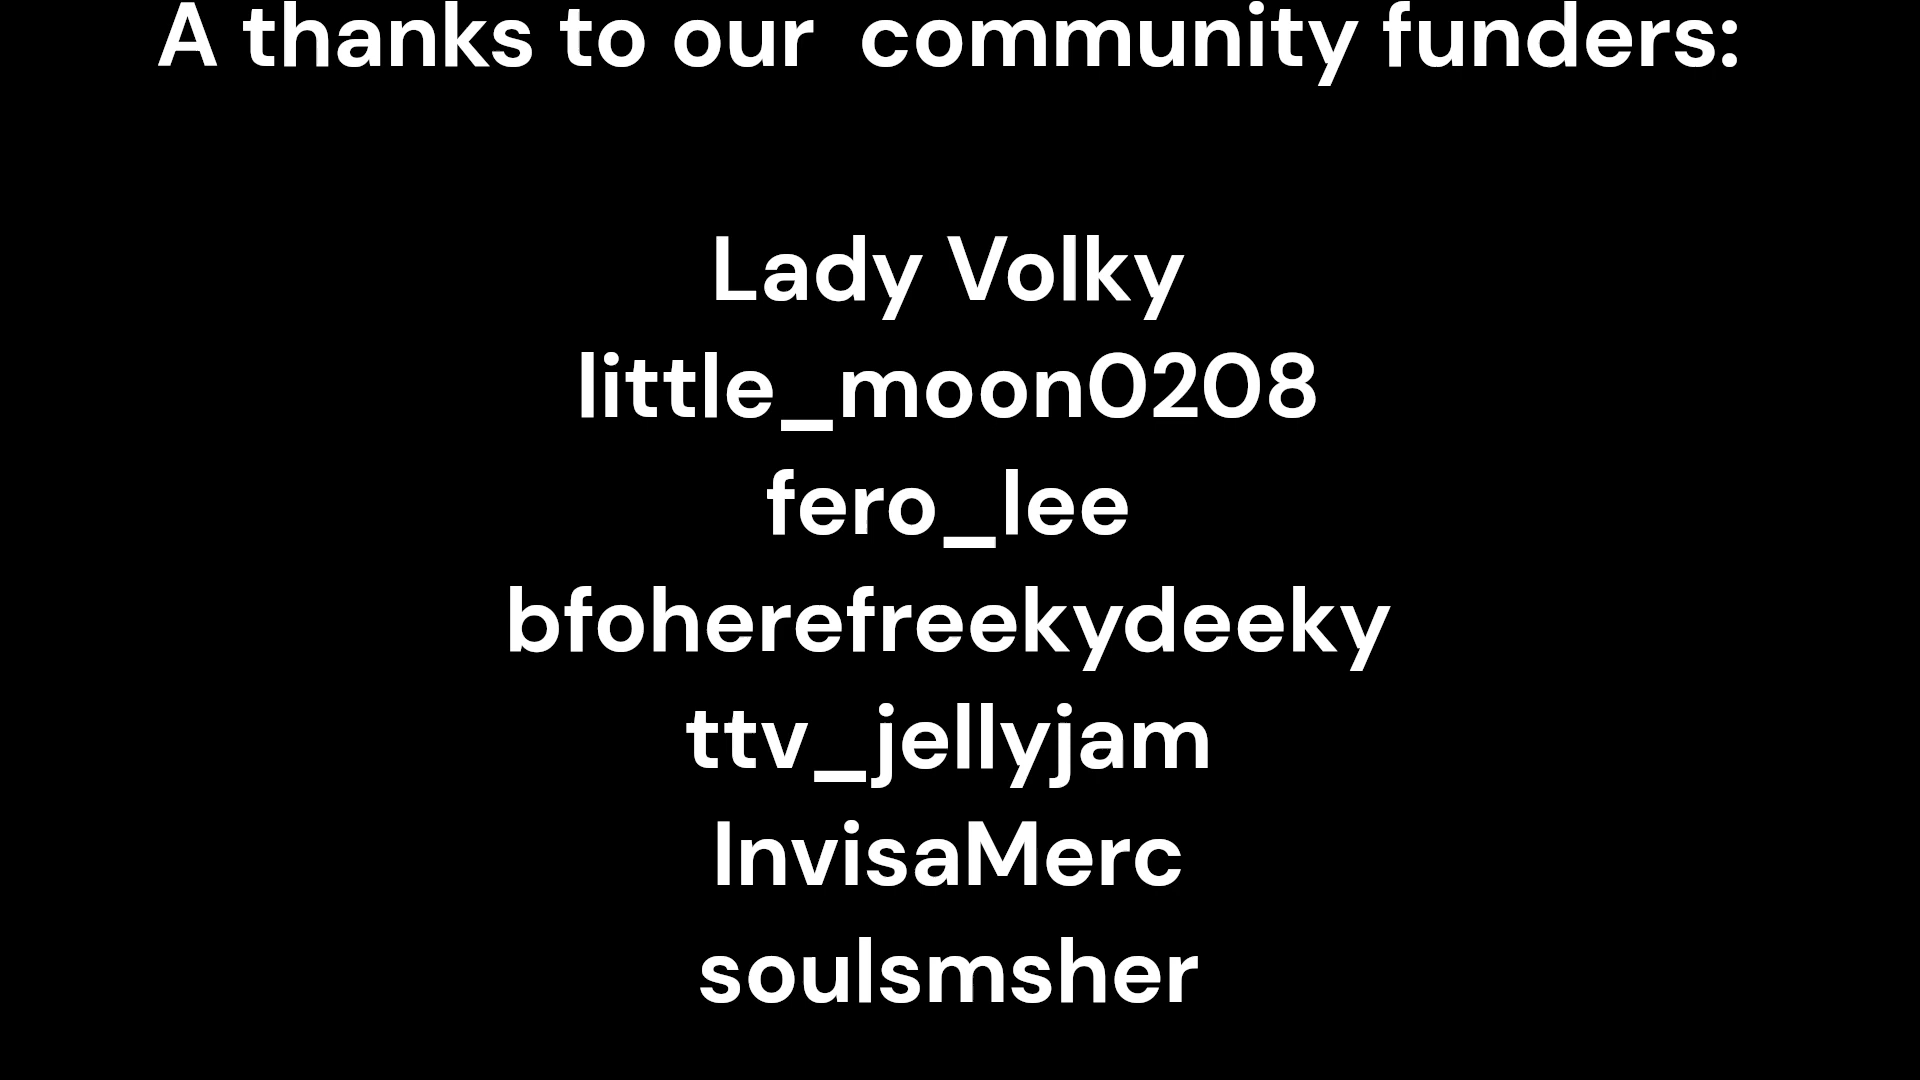 A thanks to our  community funders:
Lady Volky
little_moon0208
fero_lee
bfoherefreekydeeky
ttv_jellyjam
InvisaMerc
soulsmsher